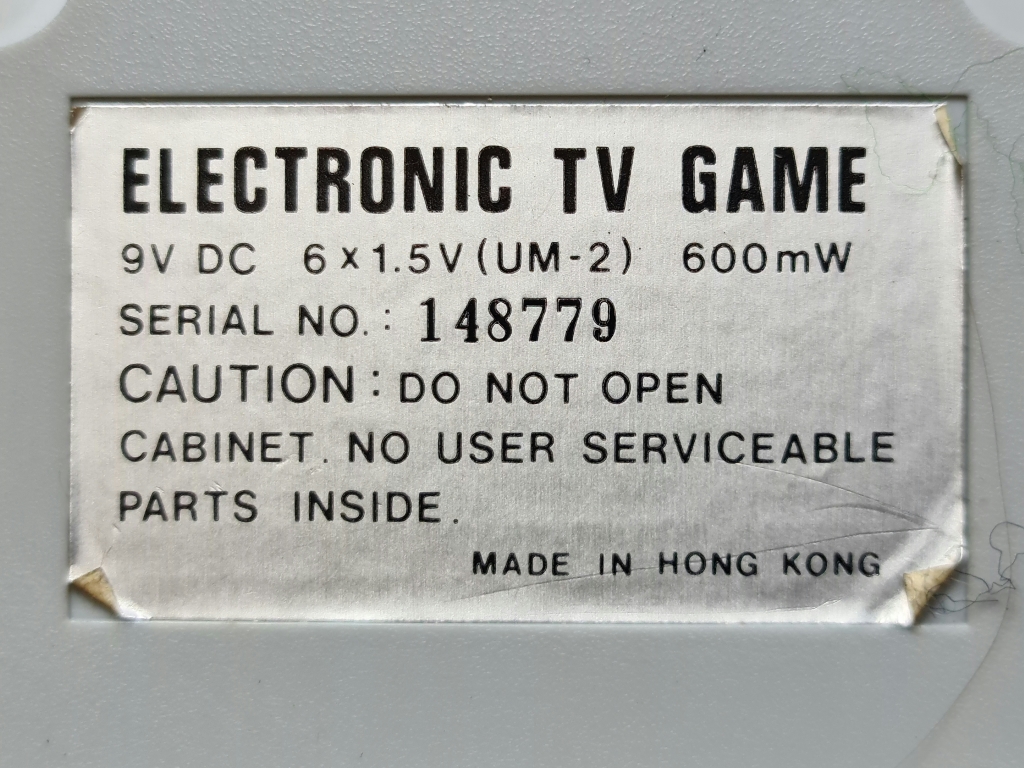 ELECTRONIC TV GAME
9V DC 6 x 1.5V (UM-2) 600mW
SERIAL NO.: 148779
CAUTION: DO NOT OPEN
CABINET. NO USER SERVICEABLE
PARTS INSIDE.
MADE IN HONG KONG